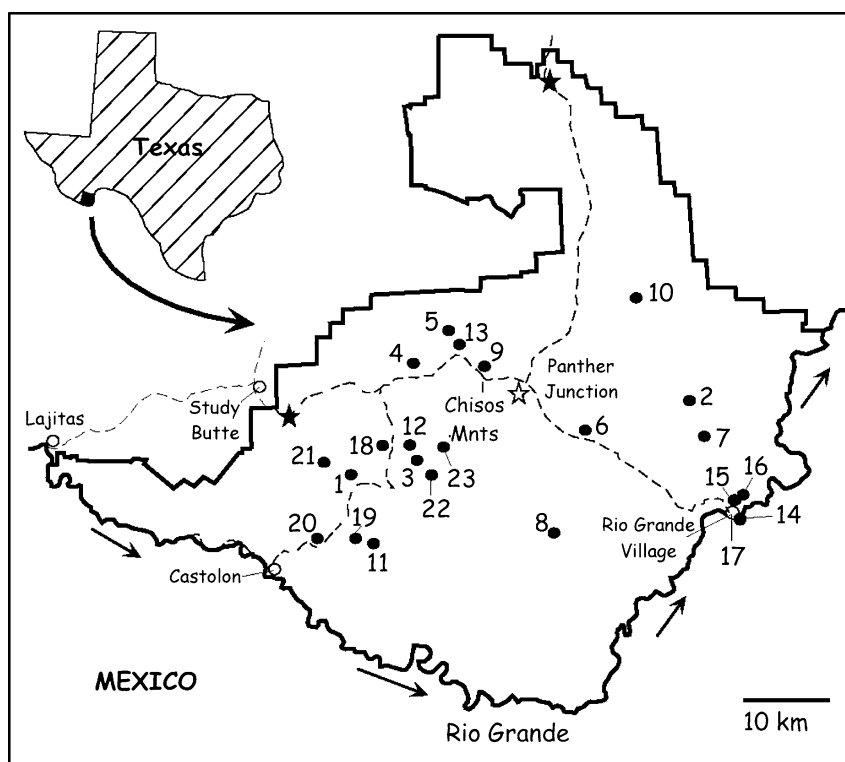 Texas
10
5
13
4
9
Panther
Junction
Study
Butte
Lajitas
Chisos
Mnts
2
6
7
12
18
21
3
23
1
22
16
15
Rio Grande
Village
14
17
20
19
8
11
Castolon
MEXICO
10 km
Rio Grande